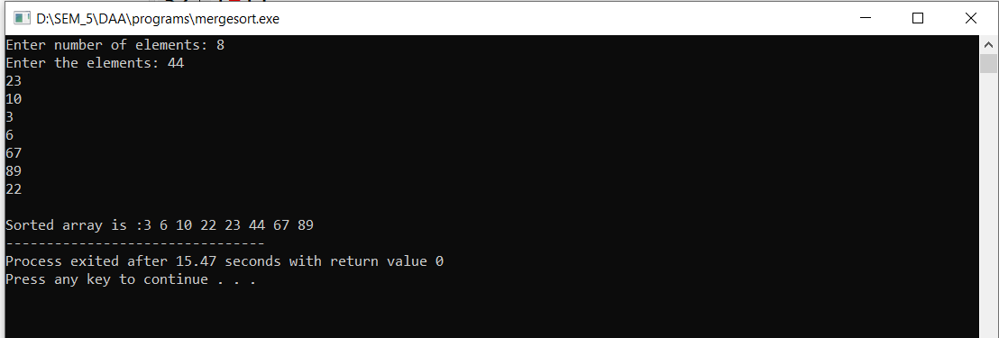 D:\SEM_5\DAA\programs\mergesort.exe
Enter number of elements: 8
Enter the elements: 44
23
10
3
6
67
89
22
Sorted array is :3 6 10 22 23 44 67 89
--------------------------------
Process exited after 15.47 seconds with return value 0
Press any key to continue . . .